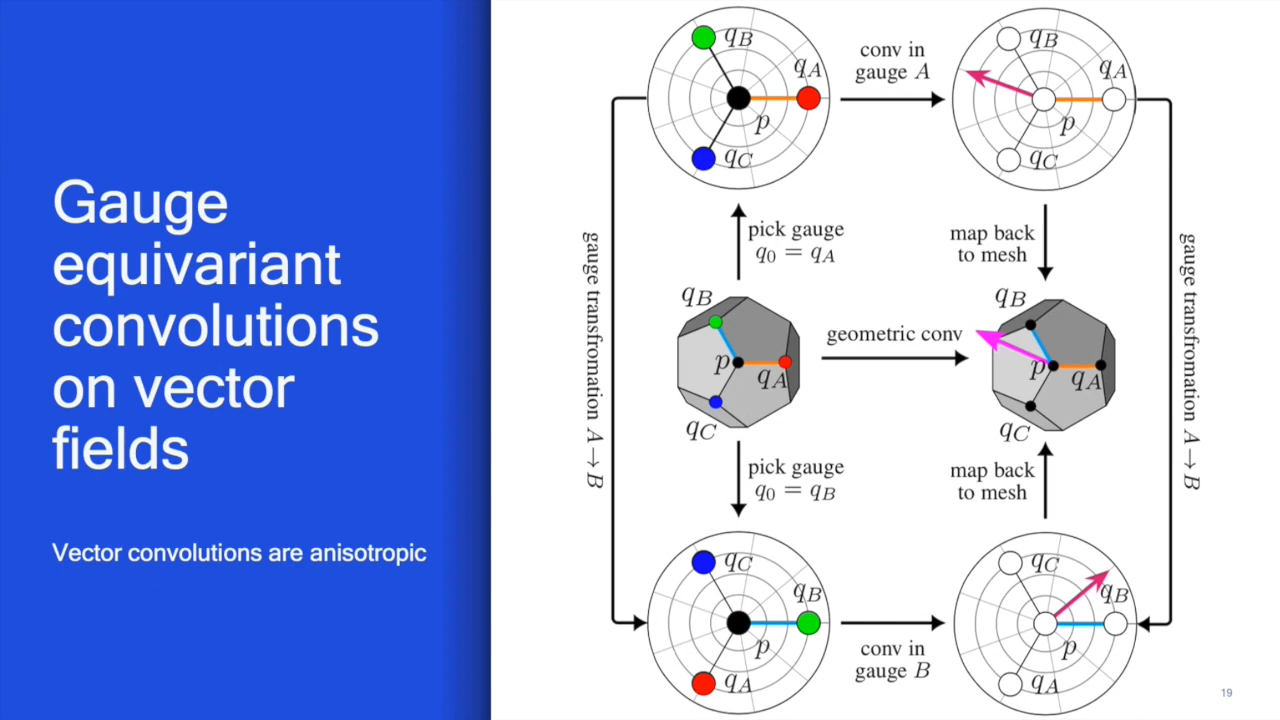 Gauge
equivariant
convolutions
on vector
fields
Vector convolutions are anisotropic
q_B
q_A
p
q_C
conv in
gauge A
q_B
q_A
p
q_C
pick gauge
q_0 = q_A
map back
to mesh
gauge transfromation A → B
q_B
p
q_A
q_C
geometric conv
q_B
p
q_A
q_C
gauge transfromation A → B
pick gauge
q_0 = q_B
map back
to mesh
q_C
q_B
p
q_A
conv in
gauge B
q_C
q_B
p
q_A
19